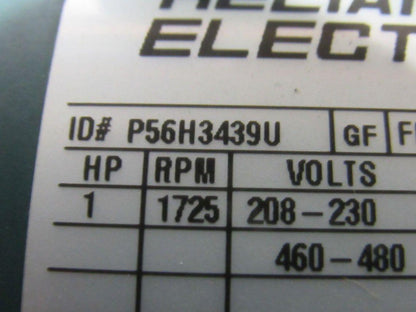 ELECT
ID# P56H3439U GF
HP RPM VOLTS
1 1725 208-230
460-480